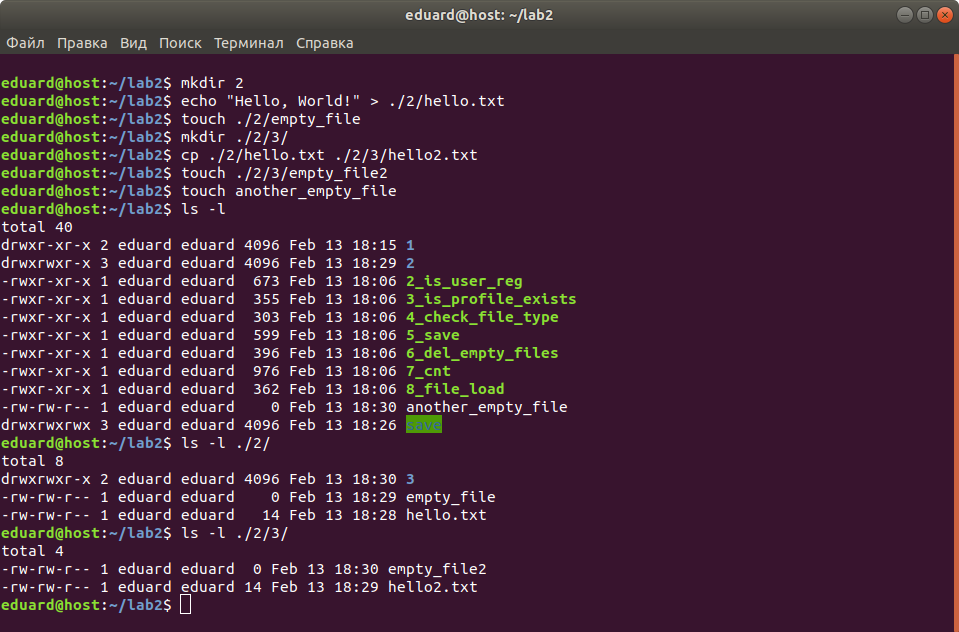 eduard@host: ~/lab2
Файл Правка Вид Поиск Терминал Справка
eduard@host:~/lab2$ mkdir 2
eduard@host:~/lab2$ echo "Hello, World!" > ./2/hello.txt
eduard@host:~/lab2$ touch ./2/empty_file
eduard@host:~/lab2$ mkdir ./2/3/
eduard@host:~/lab2$ cp ./2/hello.txt ./2/3/hello2.txt
eduard@host:~/lab2$ touch ./2/3/empty_file2
eduard@host:~/lab2$ touch another_empty_file
eduard@host:~/lab2$ ls -l
total 40
drwxr-xr-x 2 eduard eduard 4096 Feb 13 18:15 1
drwxrwxr-x 3 eduard eduard 4096 Feb 13 18:29 2
-rwxr-xr-x 1 eduard eduard  673 Feb 13 18:06 2_is_user_reg
-rwxr-xr-x 1 eduard eduard  355 Feb 13 18:06 3_is_profile_exists
-rwxr-xr-x 1 eduard eduard  303 Feb 13 18:06 4_check_file_type
-rwxr-xr-x 1 eduard eduard  599 Feb 13 18:06 5_save
-rwxr-xr-x 1 eduard eduard  396 Feb 13 18:06 6_del_empty_files
-rwxr-xr-x 1 eduard eduard  976 Feb 13 18:06 7_cnt
-rwxr-xr-x 1 eduard eduard  362 Feb 13 18:06 8_file_load
-rw-rw-r-- 1 eduard eduard    0 Feb 13 18:30 another_empty_file
drwxrwxrwx 3 eduard eduard 4096 Feb 13 18:26 save
eduard@host:~/lab2$ ls -l ./2/
total 8
drwxrwxr-x 2 eduard eduard 4096 Feb 13 18:30 3
-rw-rw-r-- 1 eduard eduard    0 Feb 13 18:29 empty_file
-rw-rw-r-- 1 eduard eduard   14 Feb 13 18:28 hello.txt
eduard@host:~/lab2$ ls -l ./2/3/
total 4
-rw-rw-r-- 1 eduard eduard  0 Feb 13 18:30 empty_file2
-rw-rw-r-- 1 eduard eduard 14 Feb 13 18:29 hello2.txt
eduard@host:~/lab2$